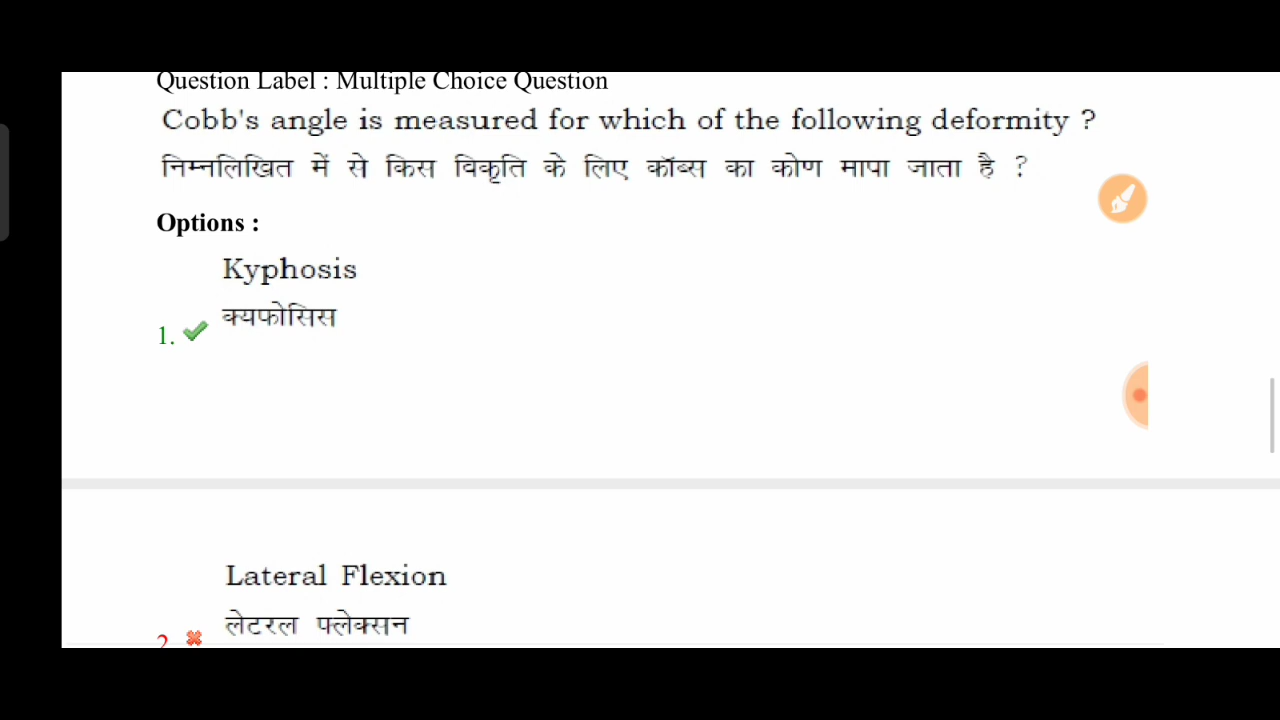 Question Label : Multiple Choice Question
Cobb's angle is measured for which of the following deformity ?
निम्नलिखित में से किस विकृति के लिए कॉब्स का कोण मापा जाता है ?
Options :
Kyphosis
क्यफोसिस
1.
Lateral Flexion
लेटरल फ्लेक्सन
2.